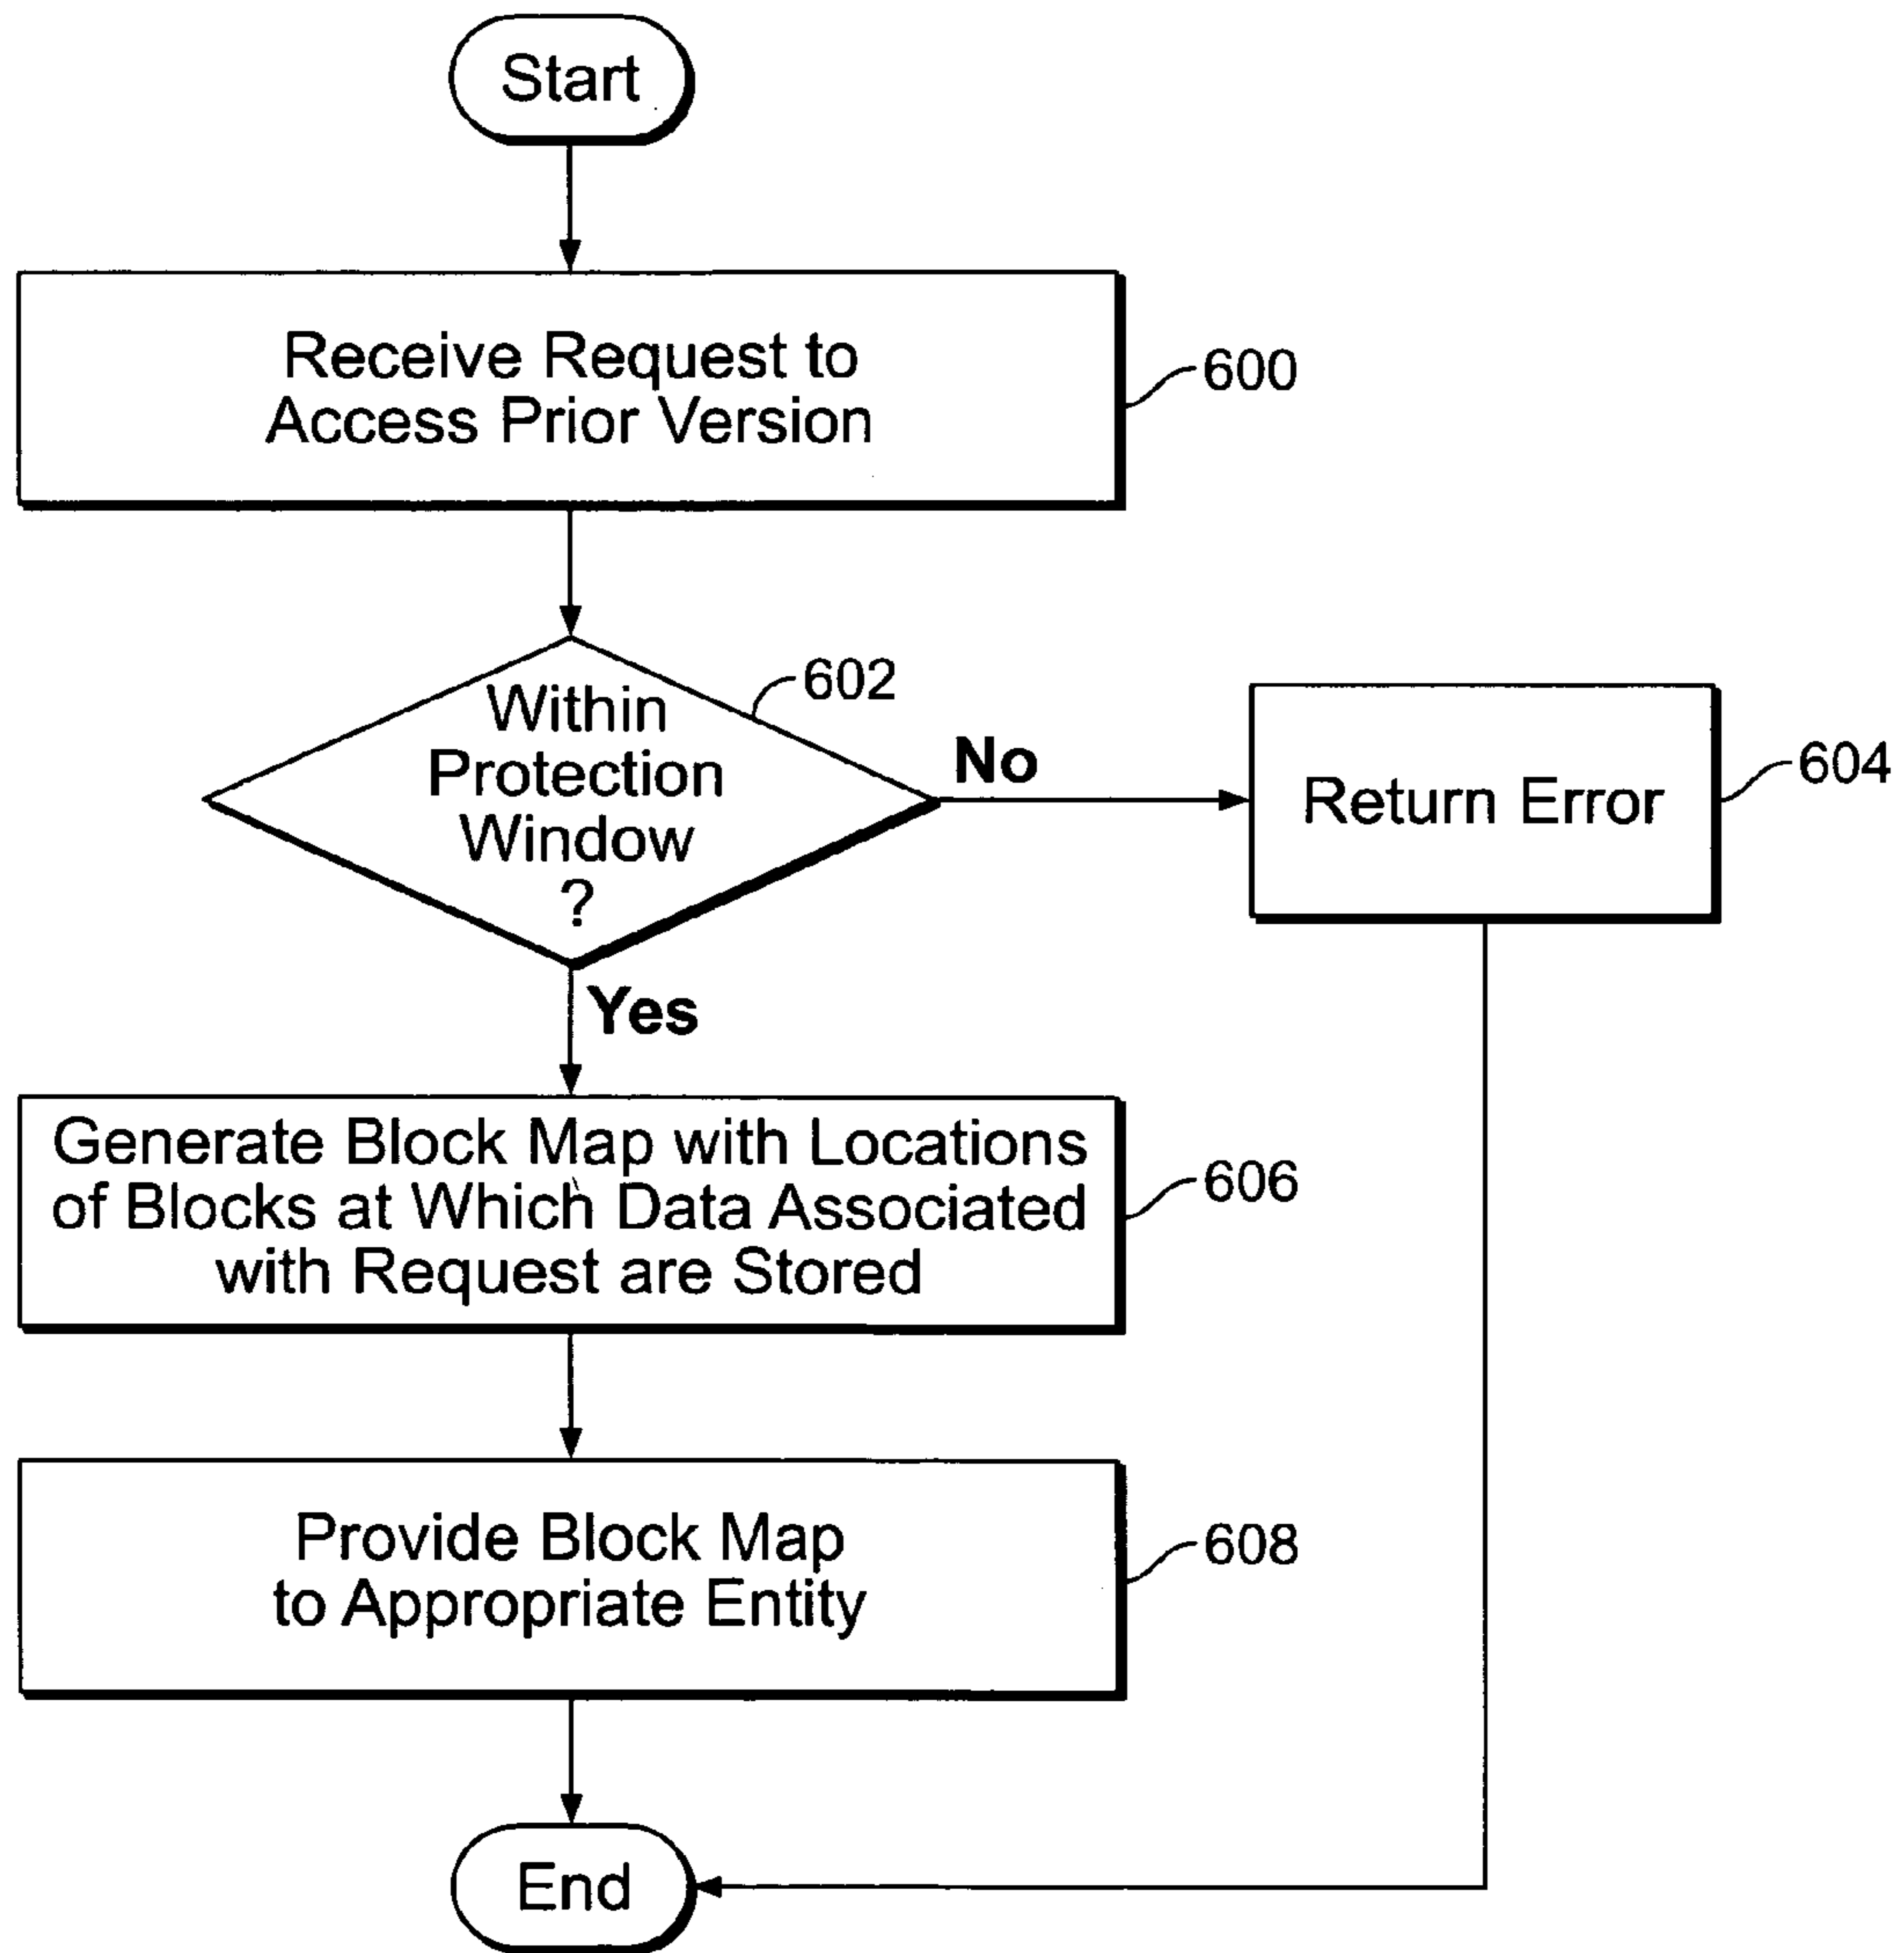 Start
Receive Request to
Access Prior Version
600
602
Within
Protection
Window
?
No
Return Error
604
Yes
Generate Block Map with Locations
of Blocks at Which Data Associated
with Request are Stored
606
Provide Block Map
to Appropriate Entity
608
End